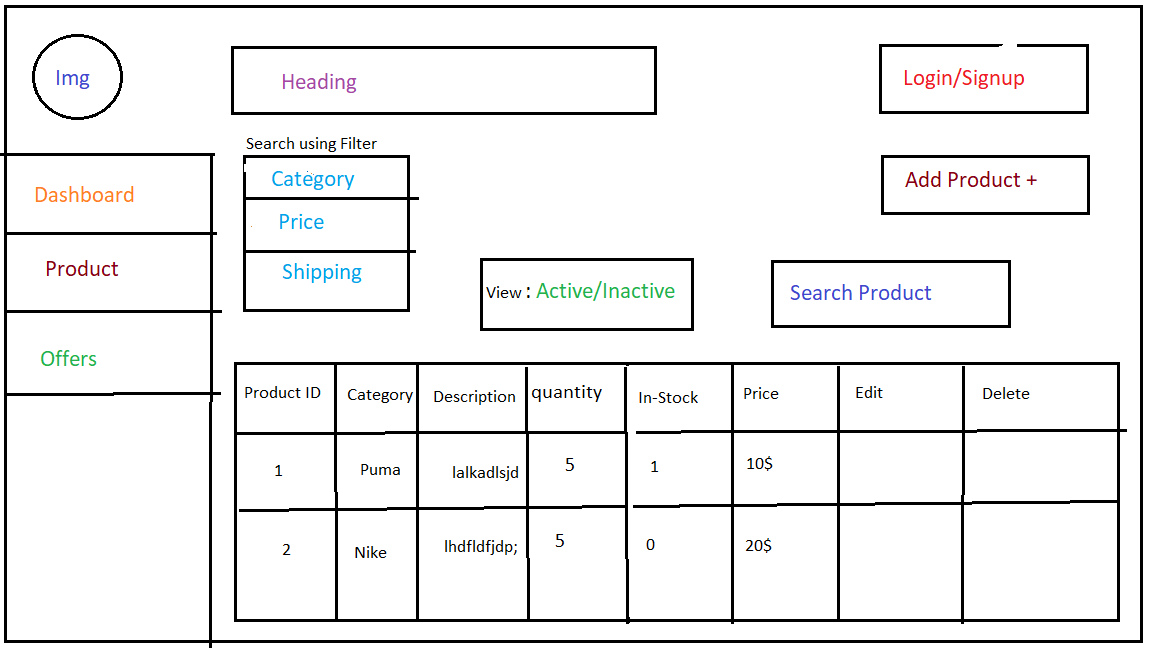 Img
Heading
Login/Signup
Search using Filter
Category
Price
Shipping
Add Product +
Dashboard
Product
Offers
View : Active/Inactive
Search Product
Product ID Category Description quantity In-Stock Price Edit Delete
1 Puma lalkadlsjd 5 1 10$
2 Nike lhdfldfjdp; 5 0 20$